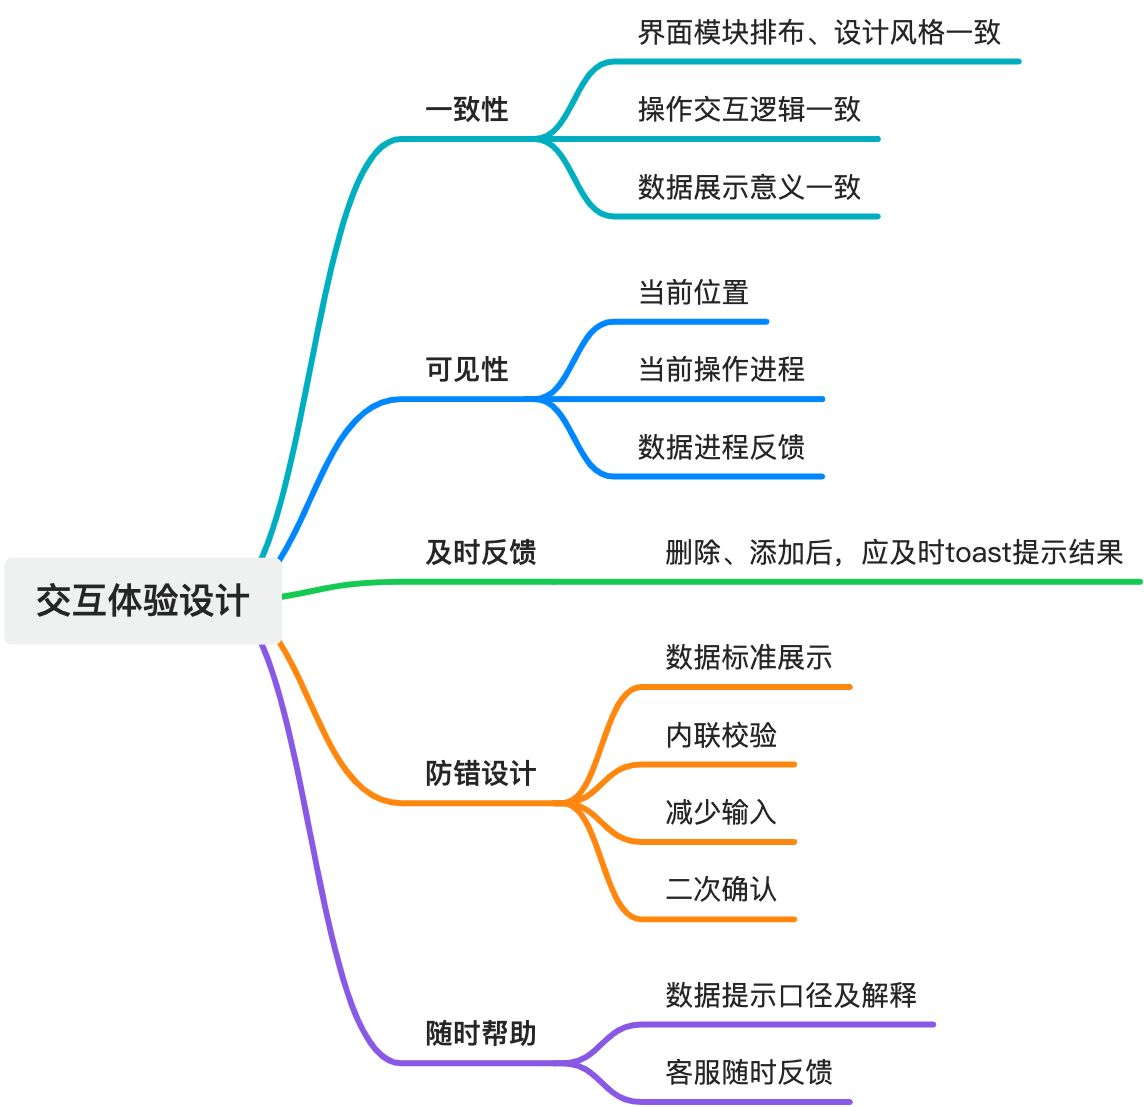 交互体验设计
一致性
界面模块排布、设计风格一致
操作交互逻辑一致
数据展示意义一致
可见性
当前位置
当前操作进程
数据进程反馈
及时反馈
删除、添加后，应及时toast提示结果
防错设计
数据标准展示
内联校验
减少输入
二次确认
随时帮助
数据提示口径及解释
客服随时反馈